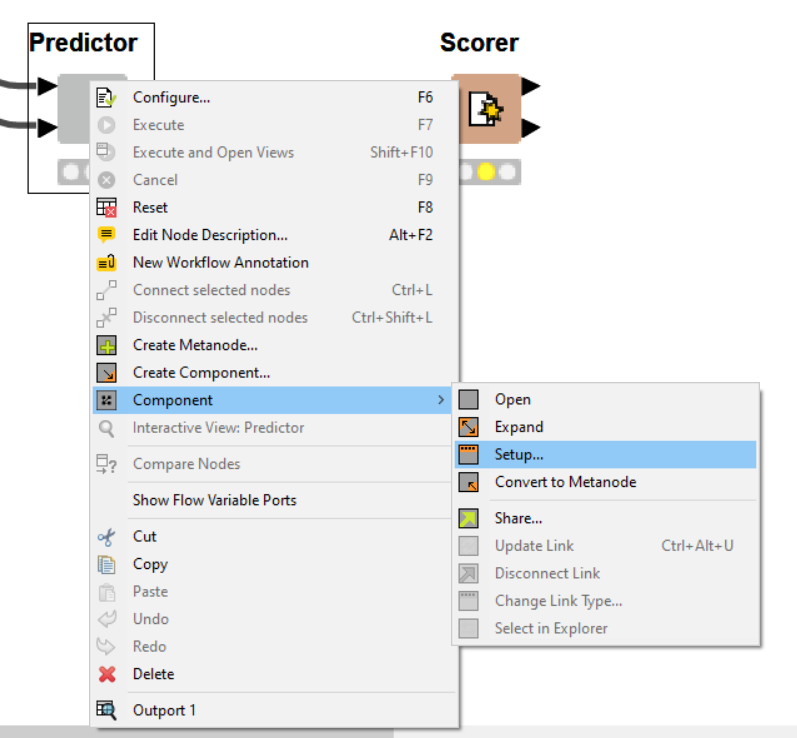 Predictor
Scorer
Configure... F6
Execute F7
Execute and Open Views Shift+F10
Cancel F9
Reset F8
Edit Node Description... Alt+F2
New Workflow Annotation
Connect selected nodes Ctrl+L
Disconnect selected nodes Ctrl+Shift+L
Create Metanode...
Create Component...
Component
Interactive View: Predictor
Compare Nodes
Show Flow Variable Ports
Cut
Copy
Paste
Undo
Redo
Delete
Outport 1
Open
Expand
Setup...
Convert to Metanode
Share...
Update Link Ctrl+Alt+U
Disconnect Link
Change Link Type...
Select in Explorer